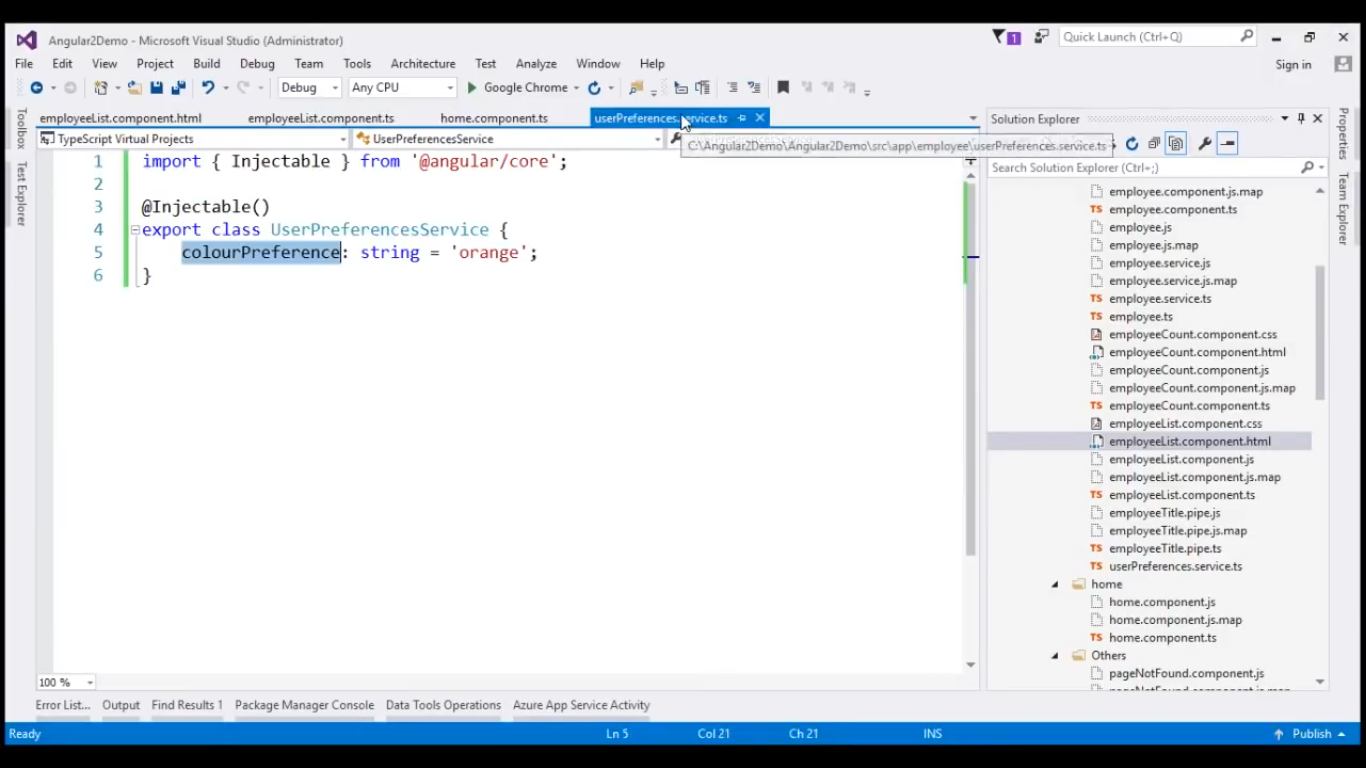 Angular2Demo - Microsoft Visual Studio (Administrator)
1
Quick Launch (Ctrl+Q)
File Edit View Project Build Debug Team Tools Architecture Test Analyze Window Help
Sign in
Debug Any CPU Google Chrome
employeeList.component.html employeeList.component.ts home.component.ts userPreferences.service.ts
TypeScript Virtual Projects UserPreferencesService
C:\Angular2Demo\Angular2Demo\src\app\employee\userPreferences.service.ts
1 import { Injectable } from '@angular/core';
2
3 @Injectable()
4 export class UserPreferencesService {
5 colourPreference: string = 'orange';
6 }
100 %
Toolbox
Test Explorer
Solution Explorer
Search Solution Explorer (Ctrl+;)
employee.component.js.map
employee.component.ts
employee.js
employee.js.map
employee.service.js
employee.service.js.map
employee.service.ts
employee.ts
employeeCount.component.css
employeeCount.component.html
employeeCount.component.js
employeeCount.component.js.map
employeeCount.component.ts
employeeList.component.css
employeeList.component.html
employeeList.component.js
employeeList.component.js.map
employeeList.component.ts
employeeTitle.pipe.js
employeeTitle.pipe.js.map
employeeTitle.pipe.ts
userPreferences.service.ts
home
home.component.js
home.component.js.map
home.component.ts
Others
pageNotFound.component.js
Properties
Team Explorer
Error List... Output Find Results 1 Package Manager Console Data Tools Operations Azure App Service Activity
Ready Ln 5 Col 21 Ch 21 INS Publish